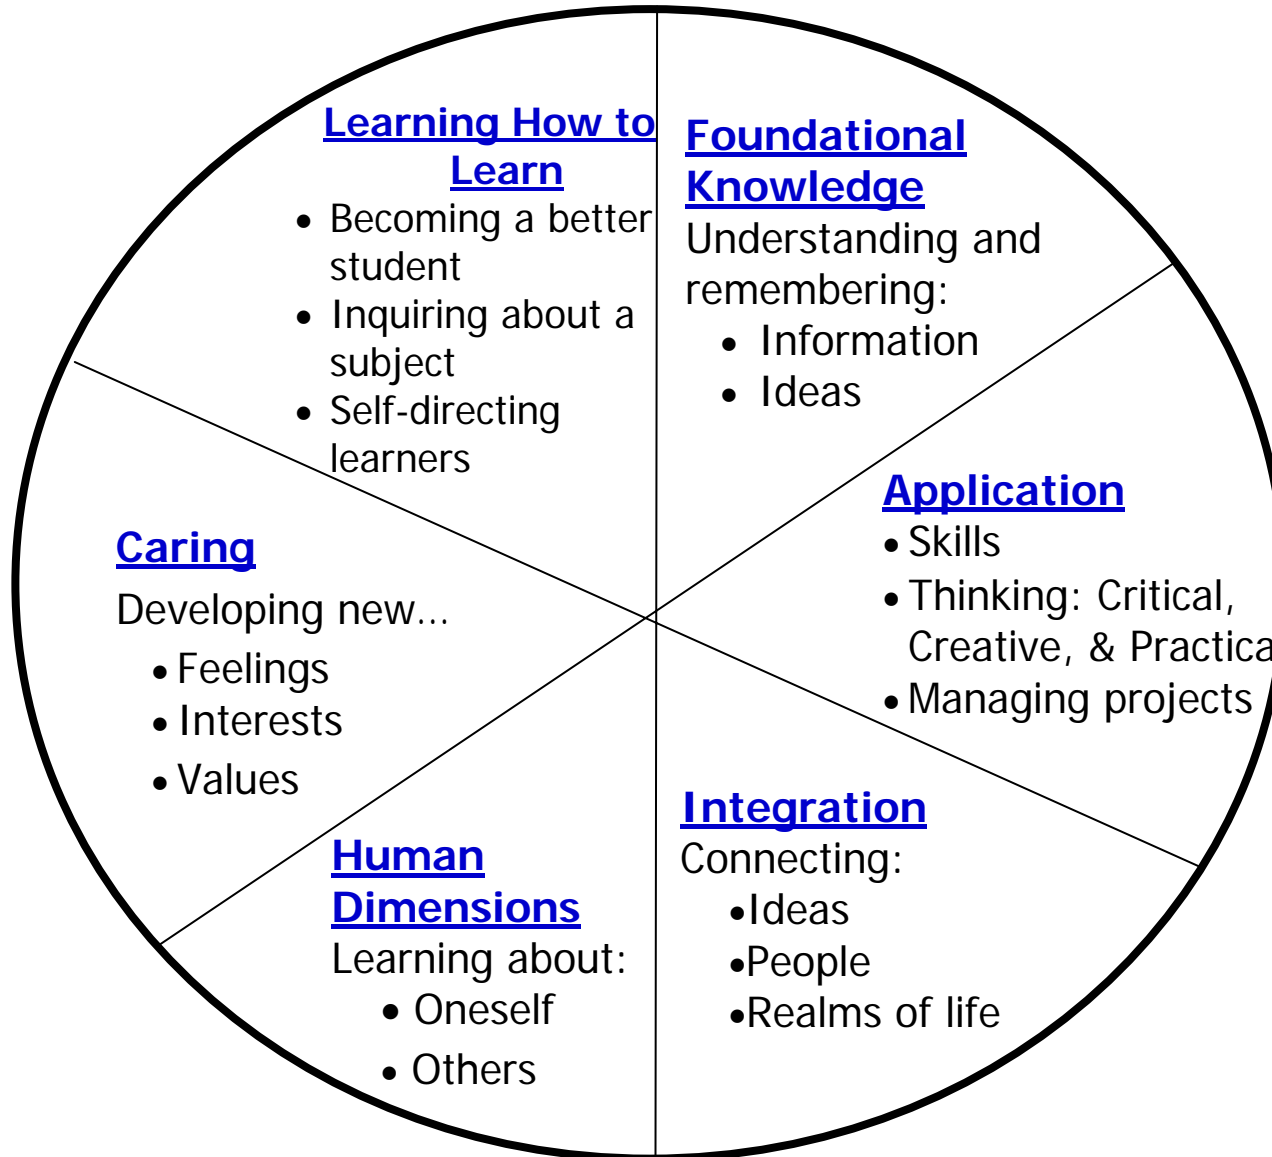 Learning How to
Learn
• Becoming a better
student
• Inquiring about a
subject
• Self-directing
learners
Foundational
Knowledge
Understanding and
remembering:
• Information
• Ideas
Application
• Skills
• Thinking: Critical,
Creative, & Practica
• Managing projects
Integration
Connecting:
•Ideas
•People
•Realms of life
Human
Dimensions
Learning about:
• Oneself
• Others
Caring
Developing new...
• Feelings
• Interests
• Values